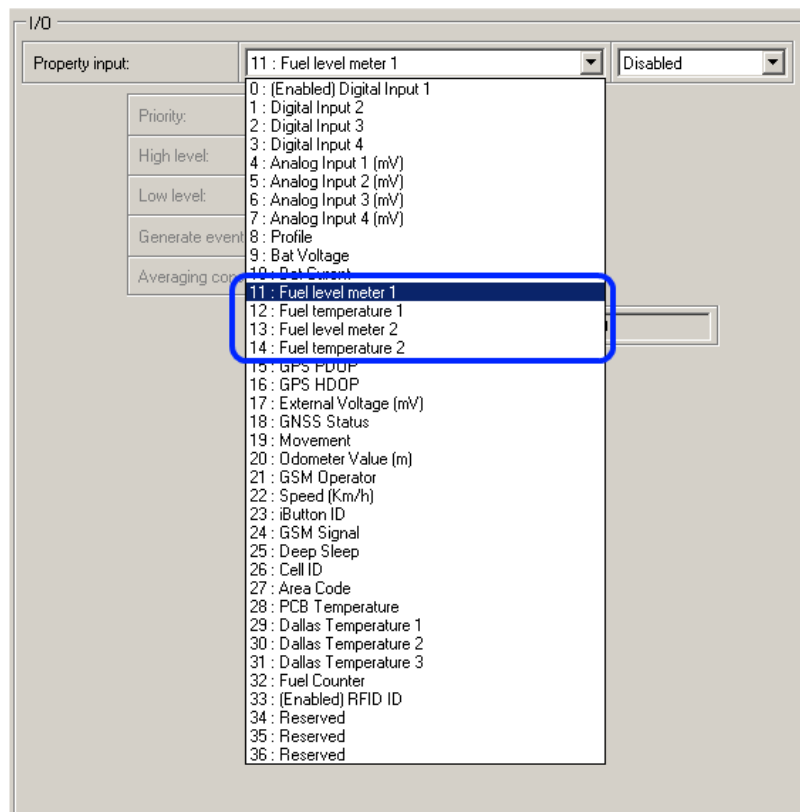 I/O
Property input:
11 : Fuel level meter 1
Disabled
0 : (Enabled) Digital Input 1
1 : Digital Input 2
2 : Digital Input 3
3 : Digital Input 4
4 : Analog Input 1 (mV)
5 : Analog Input 2 (mV)
6 : Analog Input 3 (mV)
7 : Analog Input 4 (mV)
8 : Profile
9 : Bat Voltage
10 : Bat Curent
11 : Fuel level meter 1
12 : Fuel temperature 1
13 : Fuel level meter 2
14 : Fuel temperature 2
15 : GPS PDOP
16 : GPS HDOP
17 : External Voltage (mV)
18 : GNSS Status
19 : Movement
20 : Odometer Value (m)
21 : GSM Operator
22 : Speed (Km/h)
23 : iButton ID
24 : GSM Signal
25 : Deep Sleep
26 : Cell ID
27 : Area Code
28 : PCB Temperature
29 : Dallas Temperature 1
30 : Dallas Temperature 2
31 : Dallas Temperature 3
32 : Fuel Counter
33 : (Enabled) RFID ID
34 : Reserved
35 : Reserved
36 : Reserved
Priority:
High level:
Low level:
Generate event
Averaging